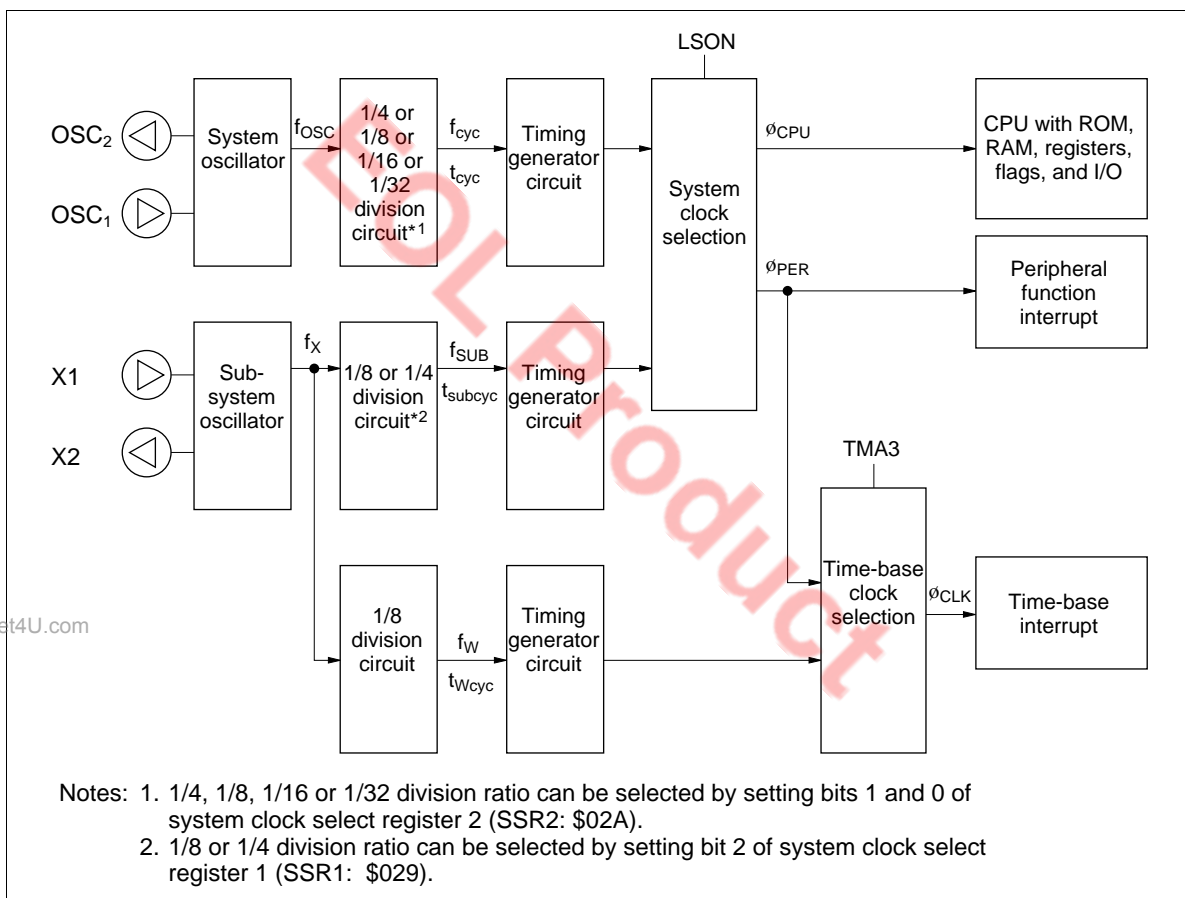 LSON
OSC2
OSC1
System
oscillator
fOSC
1/4 or
1/8 or
1/16 or
1/32
division
circuit*1
fcyc
tcyc
Timing
generator
circuit
System
clock
selection
øCPU
øPER
CPU with ROM,
RAM, registers,
flags, and I/O
Peripheral
function
interrupt
X1
X2
Sub-
system
oscillator
fX
1/8 or 1/4
division
circuit*2
fSUB
tsubcyc
Timing
generator
circuit
TMA3
1/8
division
circuit
fW
tWcyc
Timing
generator
circuit
Time-base
clock
selection
øCLK
Time-base
interrupt
EOL Product
et4U.com
Notes: 1. 1/4, 1/8, 1/16 or 1/32 division ratio can be selected by setting bits 1 and 0 of
system clock select register 2 (SSR2: $02A).
2. 1/8 or 1/4 division ratio can be selected by setting bit 2 of system clock select
register 1 (SSR1: $029).